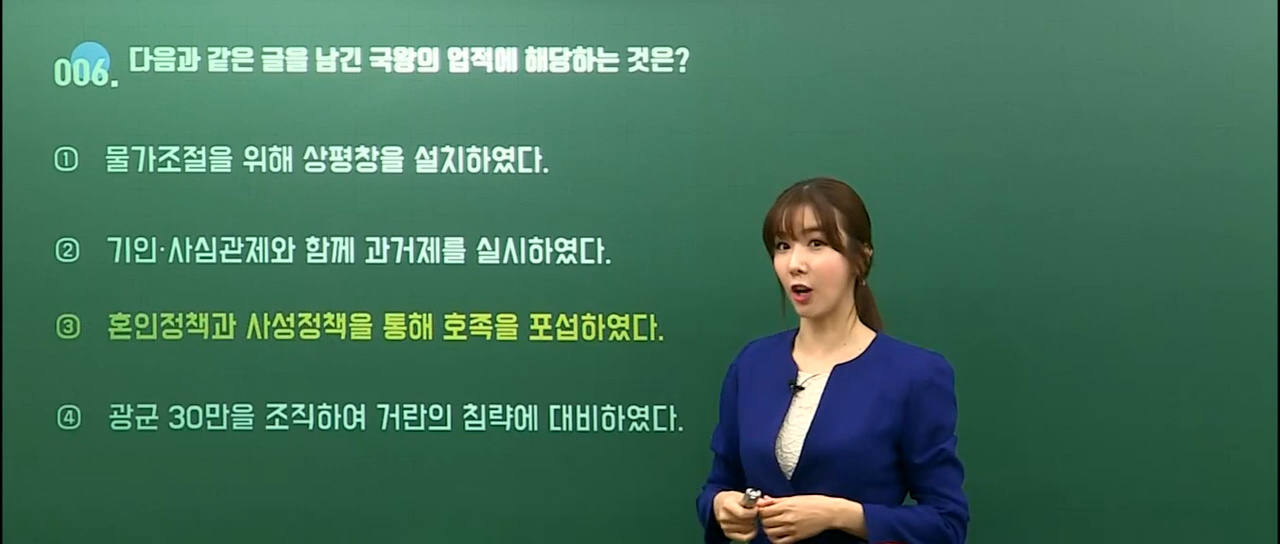 006. 다음과 같은 글을 남긴 국왕의 업적에 해당하는 것은?
① 물가조절을 위해 상평창을 설치하였다.
② 기인·사심관제와 함께 과거제를 실시하였다.
③ 혼인정책과 사성정책을 통해 호족을 포섭하였다.
④ 광군 30만을 조직하여 거란의 침략에 대비하였다.